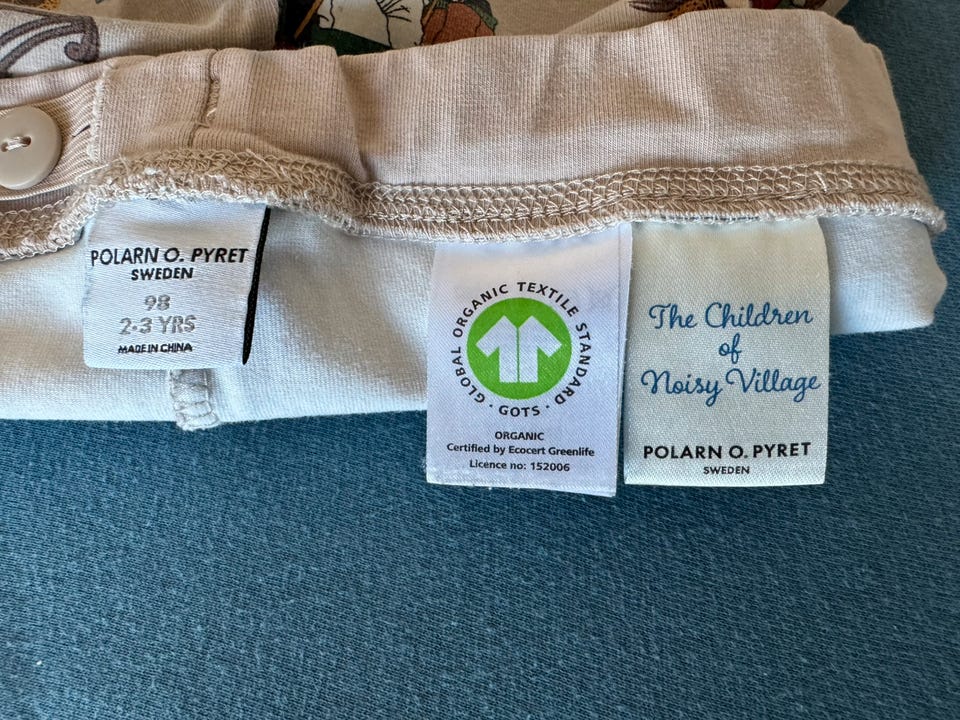 POLARN O. PYRET
SWEDEN
98
2-3 YRS
MADE IN CHINA
GLOBAL ORGANIC TEXTILE STANDARD · GOTS ·
ORGANIC
Certified by Ecocert Greenlife
Licence no: 152006
The Children
of
Noisy Village
POLARN O. PYRET
SWEDEN